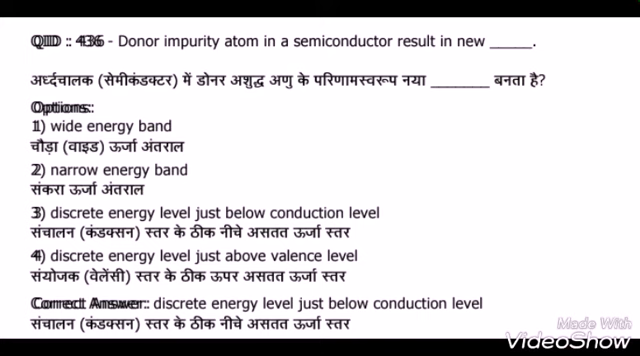 QID : 436 - Donor impurity atom in a semiconductor result in new _____.
अर्ध्दचालक (सेमीकंडक्टर) में डोनर अशुद्ध अणु के परिणामस्वरूप नया _______ बनता है?
Options:
1) wide energy band
चौड़ा (वाइड) ऊर्जा अंतराल
2) narrow energy band
संकरा ऊर्जा अंतराल
3) discrete energy level just below conduction level
संचालन (कंडक्सन) स्तर के ठीक नीचे असतत ऊर्जा स्तर
4) discrete energy level just above valence level
संयोजक (वेलेंसी) स्तर के ठीक ऊपर असतत ऊर्जा स्तर
Correct Answer: discrete energy level just below conduction level
संचालन (कंडक्सन) स्तर के ठीक नीचे असतत ऊर्जा स्तर
Made With
VideoShow